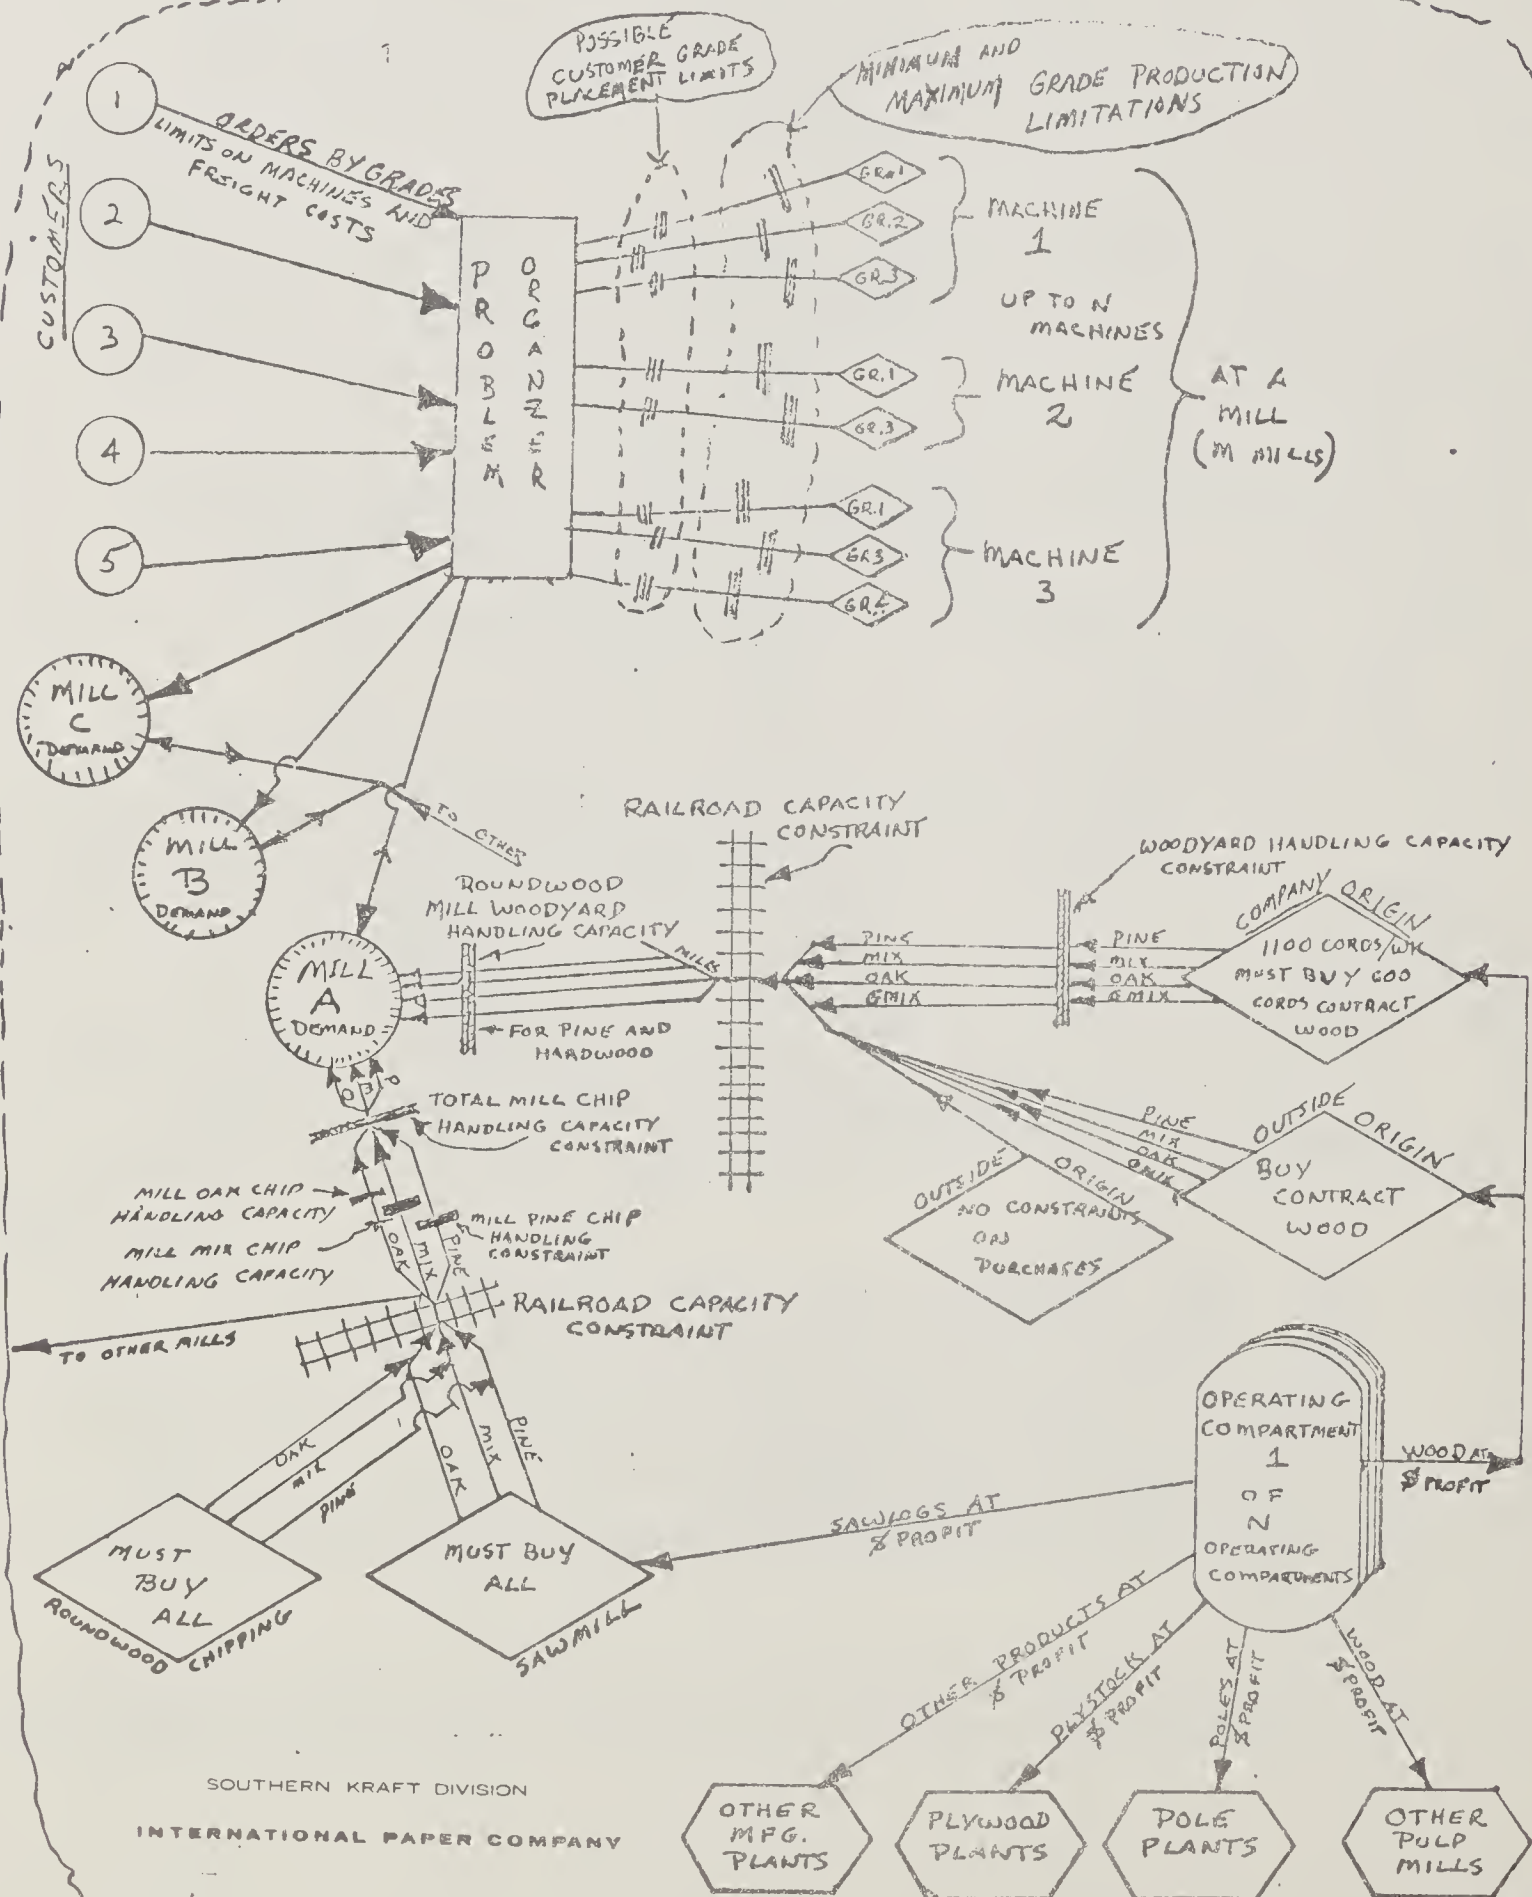 POSSIBLE
CUSTOMER GRADE
PLACEMENT LIMITS
MINIMUM AND
MAXIMUM GRADE PRODUCTION
LIMITATIONS
CUSTOMERS
1
2
3
4
5
ORDERS BY GRADES
LIMITS ON MACHINES AND
FREIGHT COSTS
PROBLEM
ORGANZER
GR.1
GR.2
GR.3
MACHINE
1
UP TO N
MACHINES
GR.1
GR.3
MACHINE
2
GR.1
GR3
GR.4
MACHINE
3
AT A
MILL
(M MILLS)
MILL
C
DEMAND
MILL
B
DEMAND
TO OTHER
MILL
A
DEMAND
ROUNDWOOD
MILL WOODYARD
HANDLING CAPACITY
MILLS
FOR PINE AND
HARDWOOD
RAILROAD CAPACITY
CONSTRAINT
WOODYARD HANDLING CAPACITY
CONSTRAINT
PINE
MIX
OAK
GMIX
PINE
MIX
OAK
GMIX
COMPANY ORIGIN
1100 CORDS/WK
MUST BUY 600
CORDS CONTRACT
WOOD
PINE
MIX
OAK
GMIX
OUTSIDE ORIGIN
BUY
CONTRACT
WOOD
OUTSIDE ORIGIN
NO CONSTRAINTS
ON
PURCHASES
TOTAL MILL CHIP
HANDLING CAPACITY
CONSTRAINT
MILL OAK CHIP
HANDLING CAPACITY
MILL MIX CHIP
HANDLING CAPACITY
MILL PINE CHIP
HANDLING
CONSTRAINT
OAK
MIX
PINE
RAILROAD CAPACITY
CONSTRAINT
TO OTHER MILLS
OAK
MIX
PINE
OAK
MIX
PINE
MUST
BUY
ALL
ROUNDWOOD CHIPPING
MUST BUY
ALL
SAWMILL
OPERATING
COMPARTMENT
1
OF
N
OPERATING
COMPARTMENTS
WOOD AT
$ PROFIT
SAWLOGS AT
$ PROFIT
OTHER PRODUCTS AT
$ PROFIT
PLYSTOCK AT
$ PROFIT
POLES AT
$ PROFIT
WOOD AT
$ PROFIT
OTHER
MFG.
PLANTS
PLYWOOD
PLANTS
POLE
PLANTS
OTHER
PULP
MILLS
SOUTHERN KRAFT DIVISION
INTERNATIONAL PAPER COMPANY